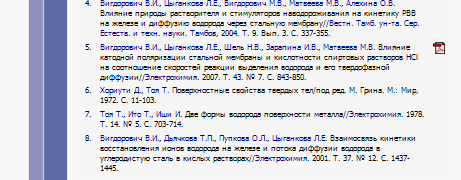 4. Вигдорович В.И., Цыганкова Л.Е., Вигдорович М.В., Матвеева М.В., Алехина О.В.
Влияние природы растворителя и стимуляторов наводороживания на кинетику РВВ
на железе и диффузию водорода через стальную мембрану//Вестн. Тамб. ун-та. Сер.
Естеств. и техн. науки. Тамбов, 2004. Т. 9. Вып. 3. С. 337-355.
5. Вигдорович В.И., Цыганкова Л.Е., Шель Н.В., Зарапина И.В., Матвеева М.В. Влияние
катодной поляризации стальной мембраны и кислотности спиртовых растворов HCl
на соотношение скоростей реакции выделения водорода и его твердофазной
диффузии//Электрохимия. 2007. Т. 43. № 7. С. 843-850.
6. Хориути Д., Тоя Т. Поверхностные свойства твердых тел/под ред. М. Грина. М.: Мир,
1972. С. 11-103.
7. Тоя Т., Ито Т., Иши И. Две формы водорода поверхности металла//Электрохимия. 1978.
Т. 14. № 5. С. 703-714.
8. Вигдорович В.И., Дьячкова Т.П., Пупкова О.Л., Цыганкова Л.Е. Взаимосвязь кинетики
восстановления ионов водорода на железе и потока диффузии водорода в
углеродистую сталь в кислых растворах//Электрохимия. 2001. Т. 37. № 12. С. 1437-
1445.